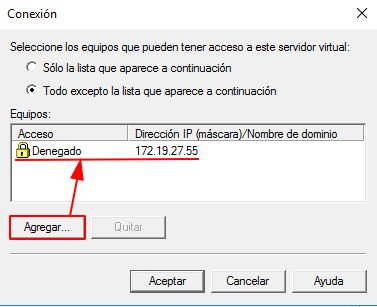 Conexión
Seleccione los equipos que pueden tener acceso a este servidor virtual:
Sólo la lista que aparece a continuación
Todo excepto la lista que aparece a continuación
Equipos:
Acceso Dirección IP (máscara)/Nombre de dominio
Denegado 172.19.27.55
Agregar... Quitar
Aceptar Cancelar Ayuda